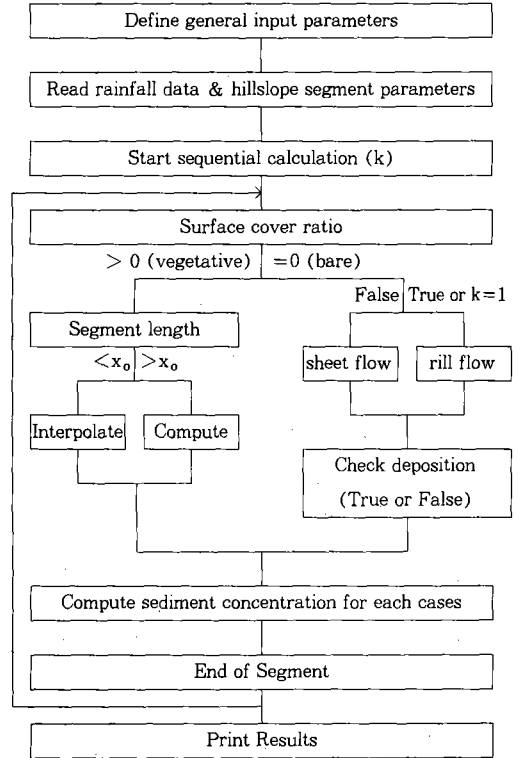 Define general input parameters
Read rainfall data & hillslope segment parameters
Start sequential calculation (k)
Surface cover ratio
> 0 (vegetative) =0 (bare)
False True or k=1
Segment length
<x₀ >x₀
sheet flow rill flow
Interpolate Compute
Check deposition
(True or False)
Compute sediment concentration for each cases
End of Segment
Print Results